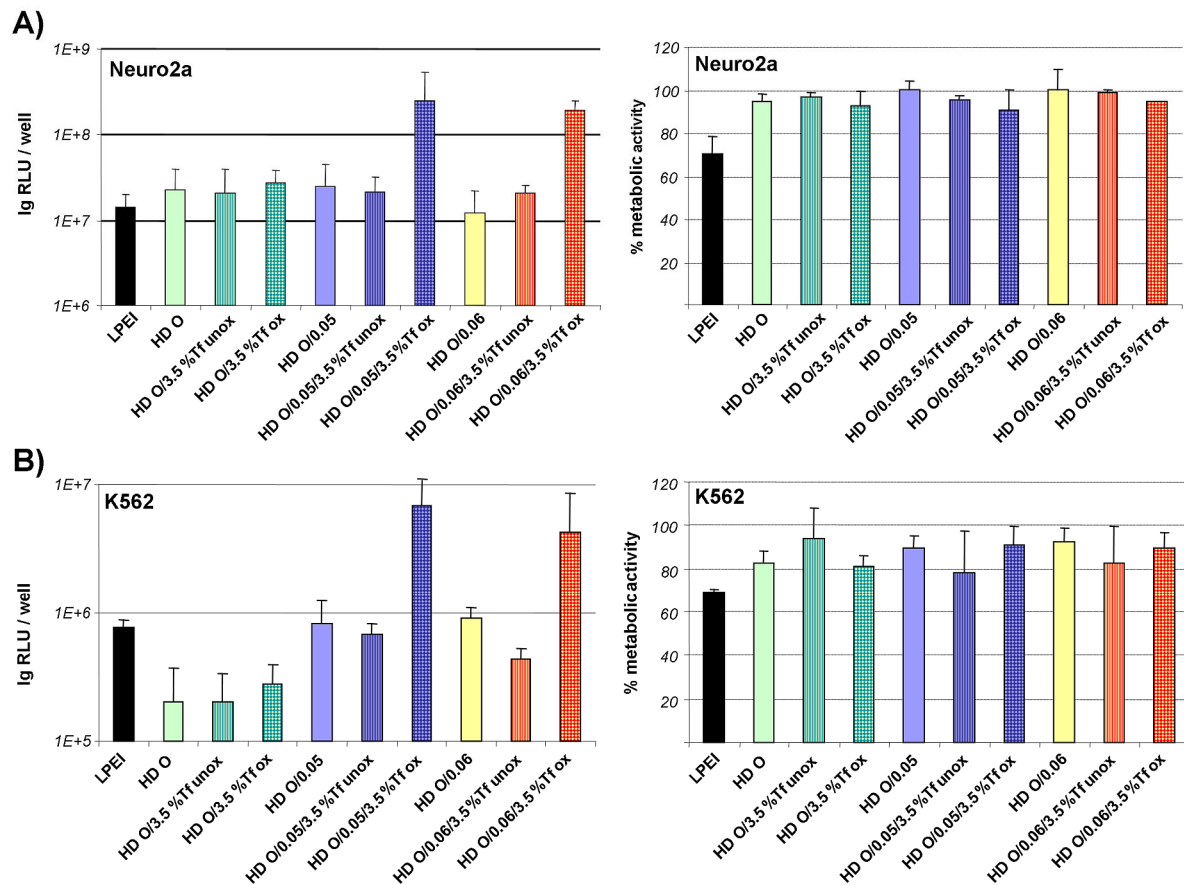 A)
Neuro2a
lg RLU / well
1E+9
1E+8
1E+7
1E+6
LPEI
HD O
HD O/3.5 %Tf unox
HD O/3.5 %Tf ox
HD O/0.05
HD O/0.05/3.5 %Tf unox
HD O/0.05/3.5 %Tf ox
HD O/0.06
HD O/0.06/3.5 %Tf unox
HD O/0.06/3.5 %Tf ox
Neuro2a
% metabolic activity
120
100
80
60
40
20
LPEI
HD O
HD O/3.5 %Tf unox
HD O/3.5 %Tf ox
HD O/0.05
HD O/0.05/3.5 %Tf unox
HD O/0.05/3.5 %Tf ox
HD O/0.06
HD O/0.06/3.5 %Tf unox
HD O/0.06/3.5 %Tf ox
B)
K562
lg RLU / well
1E+7
1E+6
1E+5
LPEI
HD O
HD O/3.5 %Tf unox
HD O/3.5 %Tf ox
HD O/0.05
HD O/0.05/3.5 %Tf unox
HD O/0.05/3.5 %Tf ox
HD O/0.06
HD O/0.06/3.5 %Tf unox
HD O/0.06/3.5 %Tf ox
K562
% metabolic activity
120
100
80
60
40
20
LPEI
HD O
HD O/3.5 %Tf unox
HD O/3.5 %Tf ox
HD O/0.05
HD O/0.05/3.5 %Tf unox
HD O/0.05/3.5 %Tf ox
HD O/0.06
HD O/0.06/3.5 %Tf unox
HD O/0.06/3.5 %Tf ox